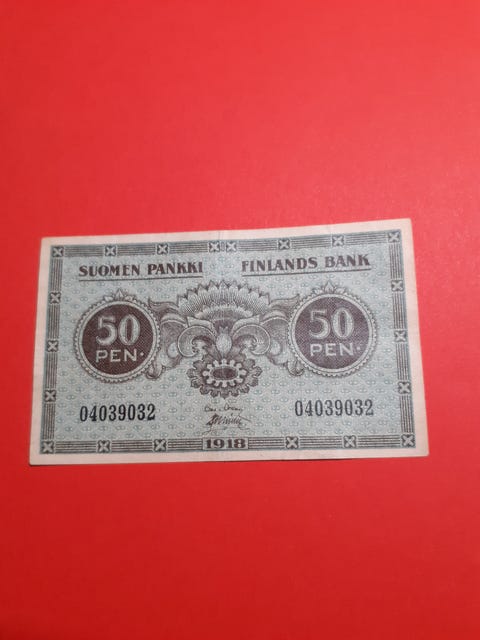 SUOMEN PANKKI FINLANDS BANK
50 50
PEN. PEN.
04039032 04039032
1918